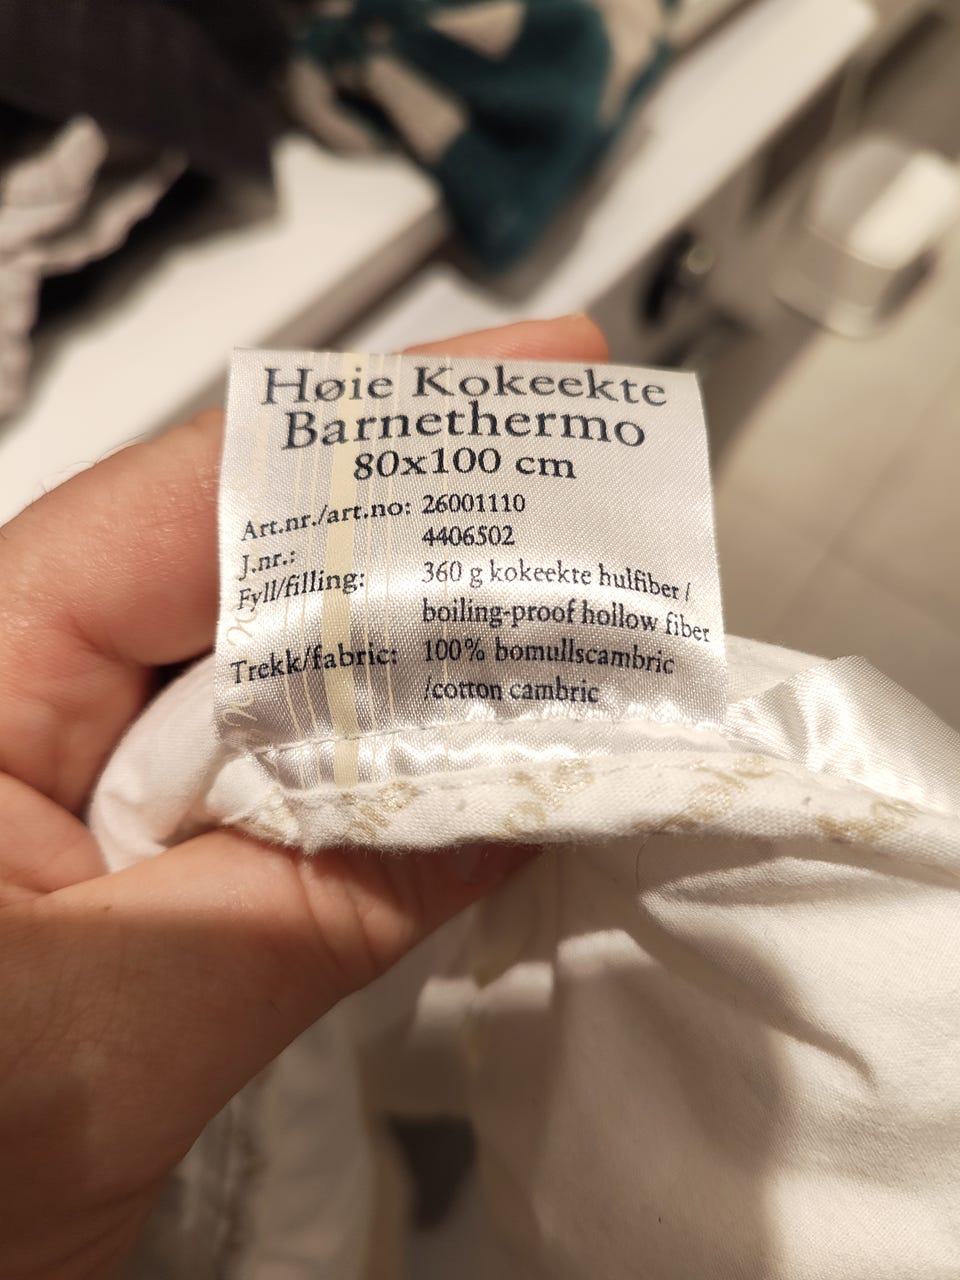 Høie Kokeekte
Barnethermo
80x100 cm
Art.nr./art.no: 26001110
J.nr.: 4406502
Fyll/filling: 360 g kokeekte hulfiber /
boiling-proof hollow fiber
Trekk/fabric: 100% bomullscambric
/cotton cambric